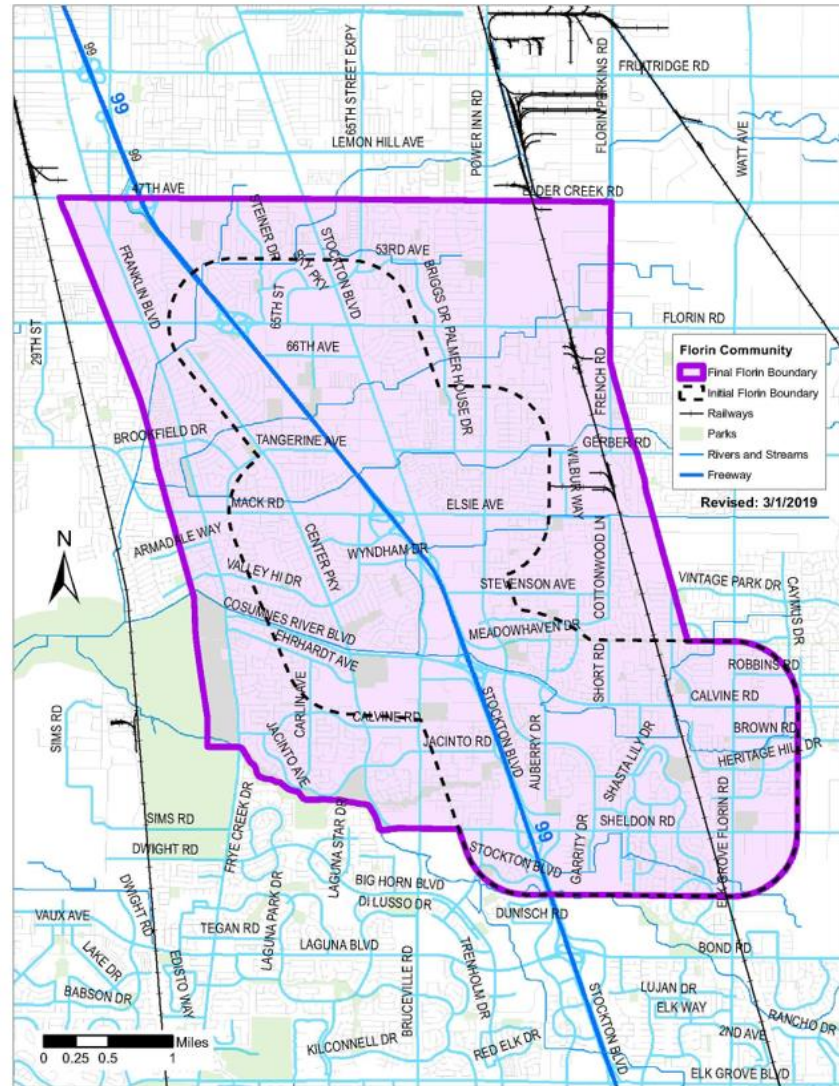 FRUITRIDGE RD
65TH STREET EXPY
POWER INN RD
FLORIN PERKINS RD
99
99
99
LEMON HILL AVE
WATT AVE
47TH AVE
ELDER CREEK RD
STEINER DR
SKY PKY
STOCKTON BLVD
53RD AVE
FRANKLIN BLVD
65TH ST
BRIGGS DR
PALMER HOUSE DR
FLORIN RD
29TH ST
66TH AVE
FRENCH RD
Florin Community
Final Florin Boundary
Initial Florin Boundary
Railways
Parks
Rivers and Streams
Freeway
Revised: 3/1/2019
BROOKFIELD DR
TANGERINE AVE
GERBER RD
WILBUR WAY
MACK RD
ELSIE AVE
N
ARMADALE WAY
CENTER PKY
WYNDHAM DR
COTTONWOOD LN
VALLEY HI DR
STEVENSON AVE
VINTAGE PARK DR
CAYMUS DR
COSUMNES RIVER BLVD
MEADOWHAVEN DR
EHRHARDT AVE
ROBBINS RD
CARLIN AVE
SHORT RD
CALVINE RD
STOCKTON BLVD
CALVINE RD
SIMS RD
AUBERRY DR
BROWN RD
JACINTO AVE
JACINTO RD
SHASTA LILY DR
HERITAGE HILL DR
SIMS RD
FRYE CREEK DR
LAGUNA STAR DR
99
GARRITY DR
SHELDON RD
ELK GROVE FLORIN RD
DWIGHT RD
STOCKTON BLVD
DWIGHT RD
LAGUNA PARK DR
BIG HORN BLVD
DI LUSSO DR
DUNISCH RD
VAUX AVE
TEGAN RD
LAGUNA BLVD
BOND RD
LAKE DR
EDISTO WAY
BRUCEVILLE RD
TRENHOLM DR
STOCKTON BLVD
LUJAN DR
BABSON DR
ELK WAY
RANCHO DR
2ND AVE
0 0.25 0.5 1 Miles
KILCONNELL DR
RED ELK DR
ELK GROVE BLVD